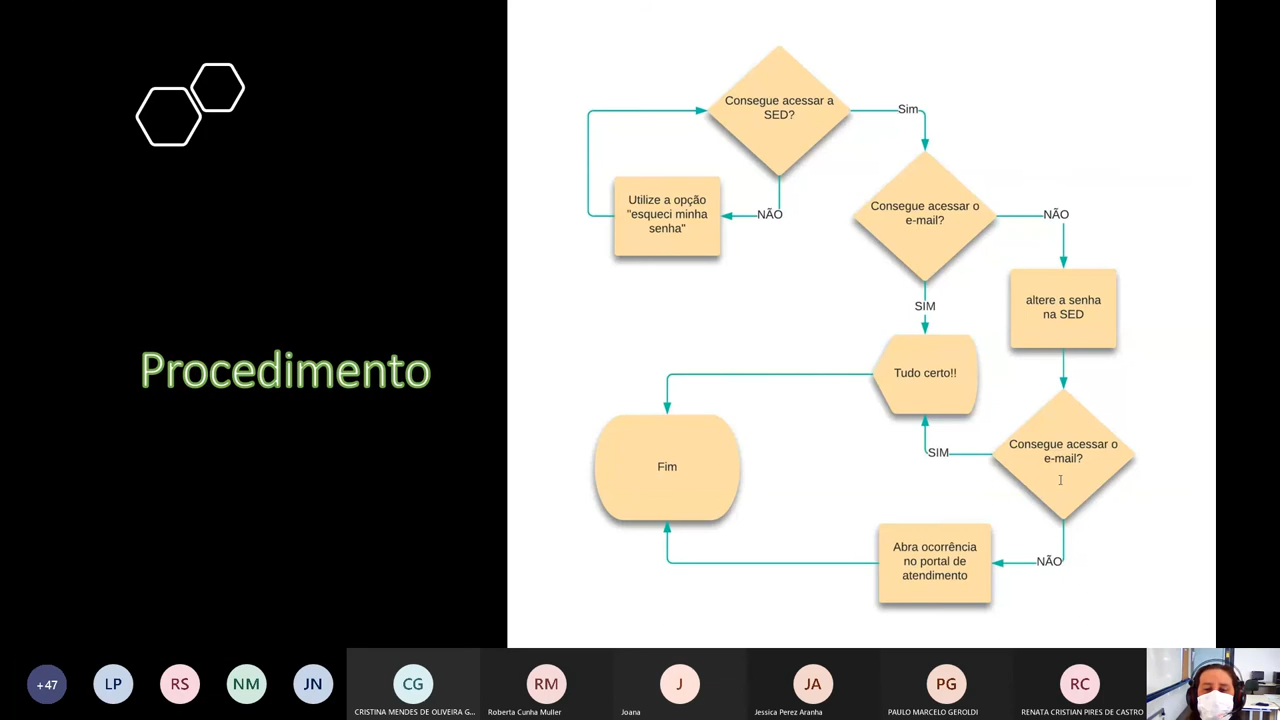 Procedimento
Consegue acessar a
SED?
Sim
Utilize a opção
"esqueci minha
senha"
NÃO
Consegue acessar o
e-mail?
NÃO
altere a senha
na SED
SIM
Tudo certo!!
Consegue acessar o
e-mail?
SIM
Fim
Abra ocorrência
no portal de
atendimento
NÃO
+47
LP
RS
NM
JN
CG
CRISTINA MENDES DE OLIVEIRA G...
RM
Roberta Cunha Muller
J
Joana
JA
Jessica Perez Aranha
PG
PAULO MARCELO GEROLDI
RC
RENATA CRISTIAN PIRES DE CASTRO